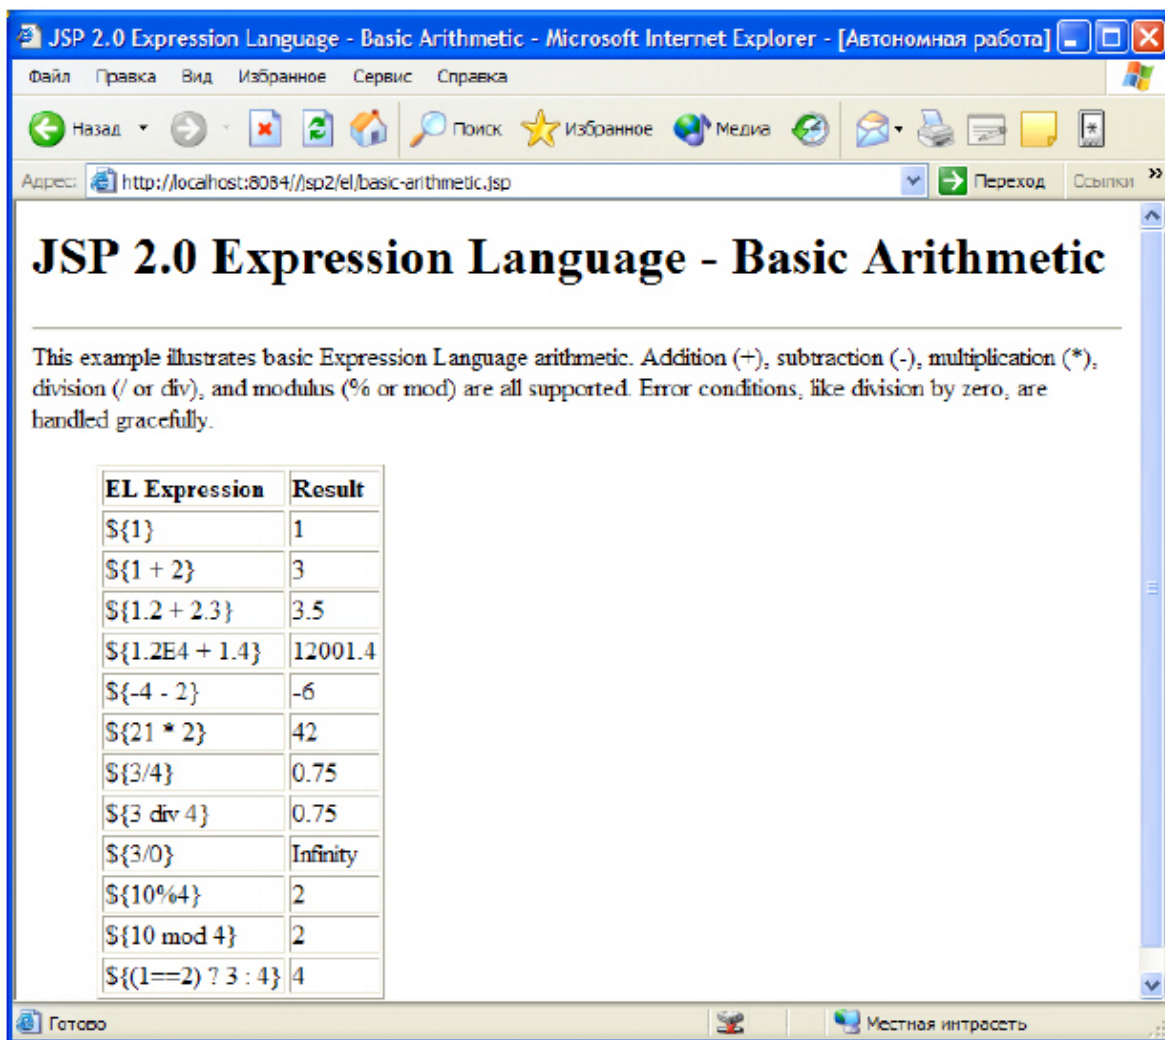 JSP 2.0 Expression Language - Basic Arithmetic - Microsoft Internet Explorer - [Автономная работа]
Файл Правка Вид Избранное Сервис Справка
Назад Поиск Избранное Медиа
Адрес: http://localhost:8084//jsp2/el/basic-arithmetic.jsp Переход Ссылки »
JSP 2.0 Expression Language - Basic Arithmetic
This example illustrates basic Expression Language arithmetic. Addition (+), subtraction (-), multiplication (*),
division (/ or div), and modulus (% or mod) are all supported. Error conditions, like division by zero, are
handled gracefully.
EL Expression Result
${1} 1
${1 + 2} 3
${1.2 + 2.3} 3.5
${1.2E4 + 1.4} 12001.4
${-4 - 2} -6
${21 * 2} 42
${3/4} 0.75
${3 div 4} 0.75
${3/0} Infinity
${10%4} 2
${10 mod 4} 2
${(1==2) ? 3 : 4} 4
Готово Местная интрасеть